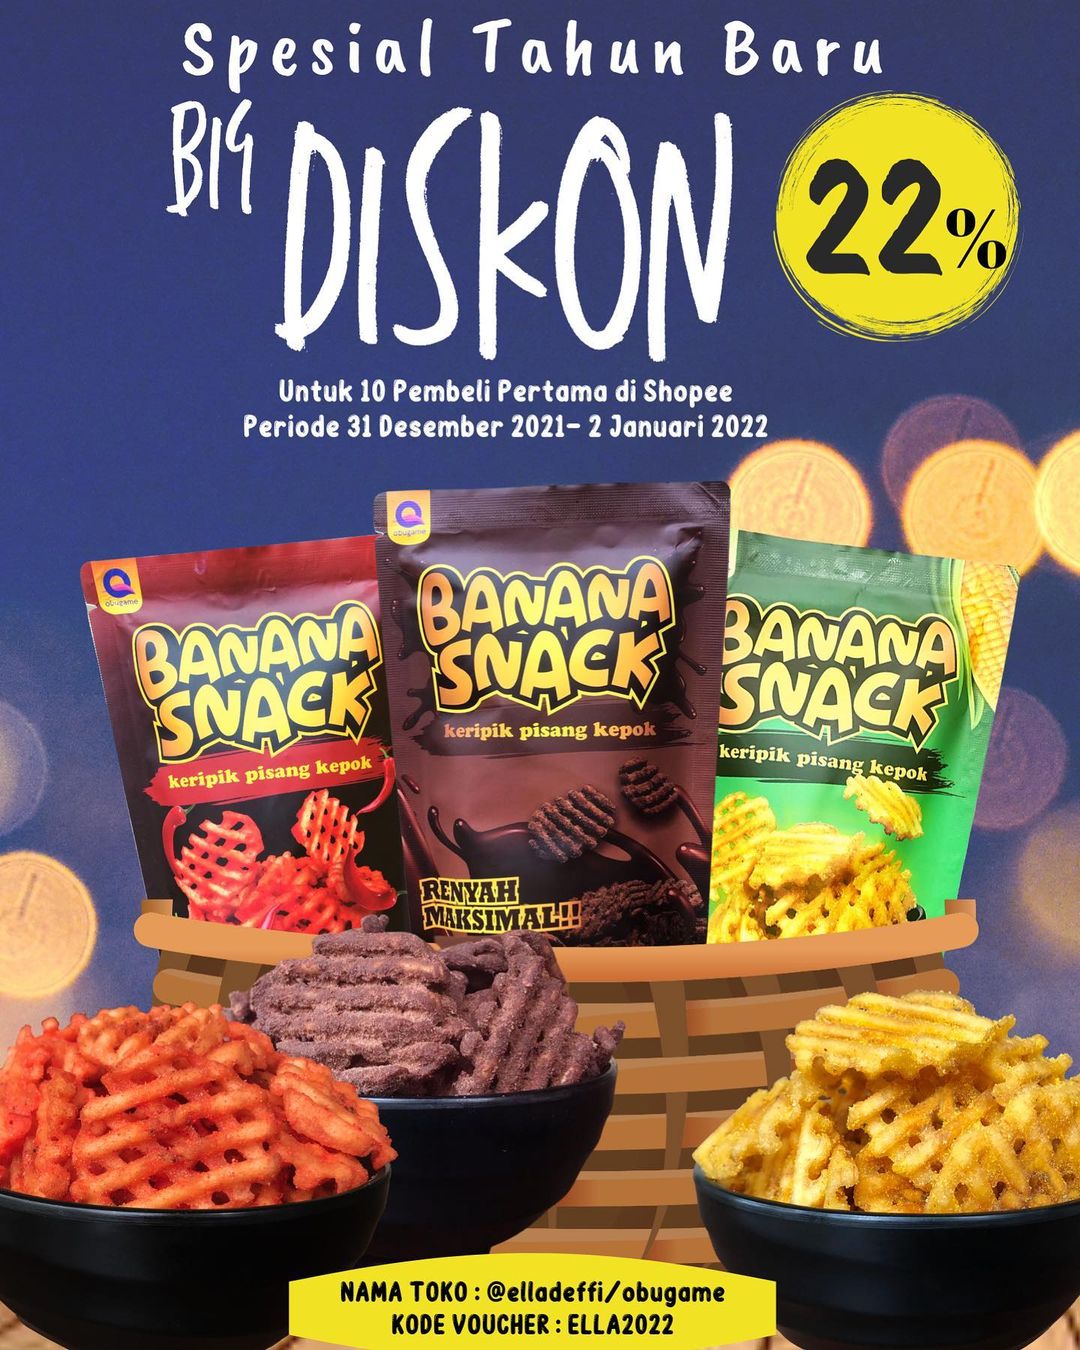 Spesial Tahun Baru
BIG
DISKON
22%
Untuk 10 Pembeli Pertama di Shopee
Periode 31 Desember 2021- 2 Januari 2022
obugame
BANANA
SNACK
keripik pisang kepok
obugame
BANANA
SNACK
keripik pisang kepok
RENYAH
MAKSIMAL!!
BANANA
SNACK
keripik pisang kepok
NAMA TOKO : @elladeffi/obugame
KODE VOUCHER : ELLA2022